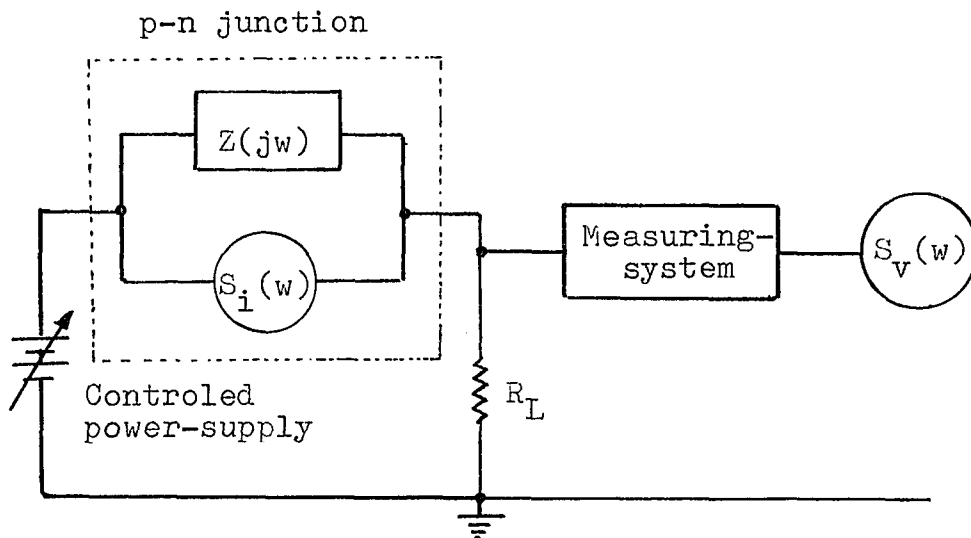 p-n junction
Z(jw)
S_i(w)
Measuring-
system
S_v(w)
Controled
power-supply
R_L